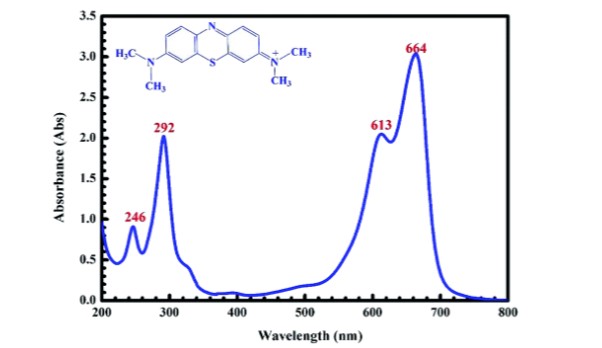 3.5
3.0
2.5
2.0
1.5
1.0
0.5
0.0
Absorbance (Abs)
200 300 400 500 600 700 800
Wavelength (nm)
246
292
613
664
N
H₃C
N
CH₃
S
N⁺
CH₃
CH₃